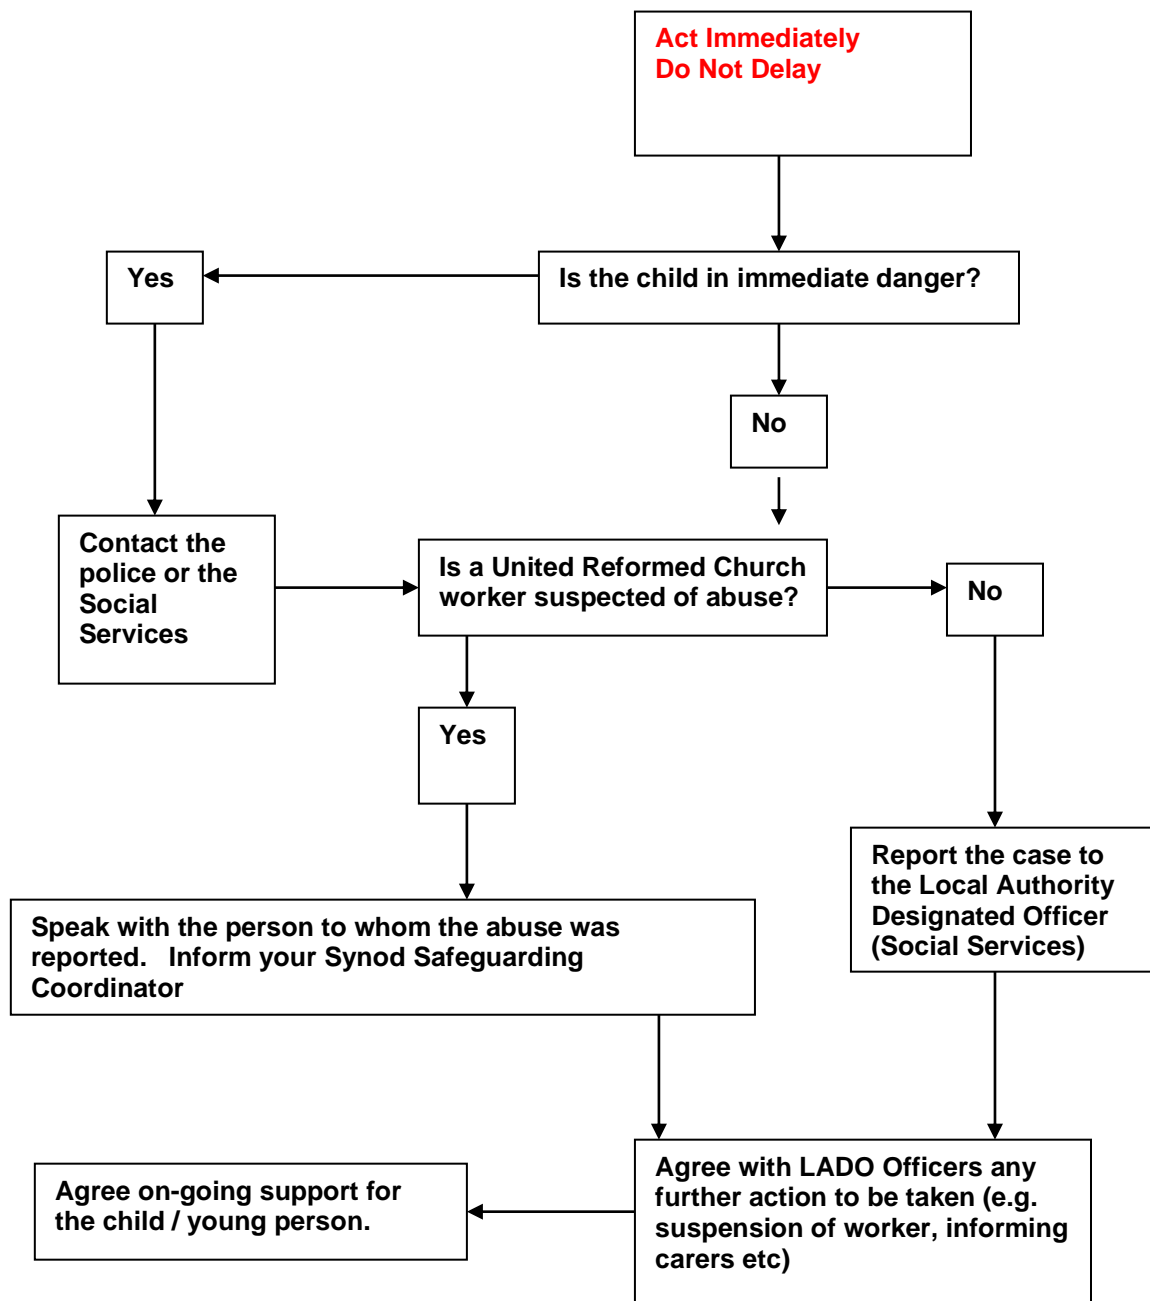 Act Immediately
Do Not Delay
Yes
Is the child in immediate danger?
No
Contact the
police or the
Social
Services
Is a United Reformed Church
worker suspected of abuse?
No
Yes
Report the case to
the Local Authority
Designated Officer
(Social Services)
Speak with the person to whom the abuse was
reported.   Inform your Synod Safeguarding
Coordinator
Agree with LADO Officers any
further action to be taken (e.g.
suspension of worker, informing
carers etc)
Agree on-going support for
the child / young person.